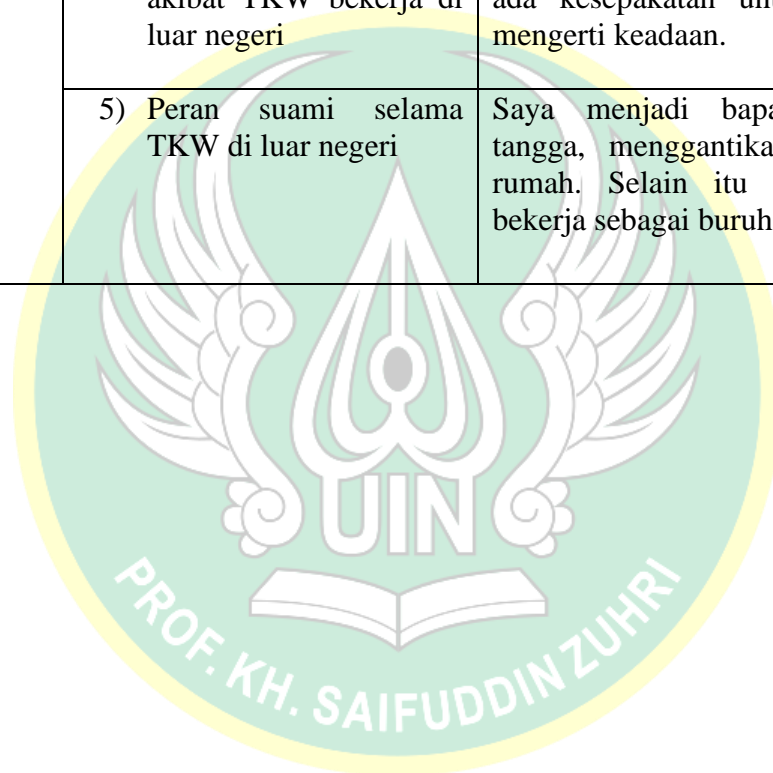 akibat TKW bekerja di
luar negeri
ada kesepakatan
mengerti keadaan.
5) Peran suami selama
TKW di luar negeri
Saya menjadi
tangga,
rumah. Selain itu
bekerja sebagai buruh
UIN
PROF. KH. SAIFUDDIN ZUHRI